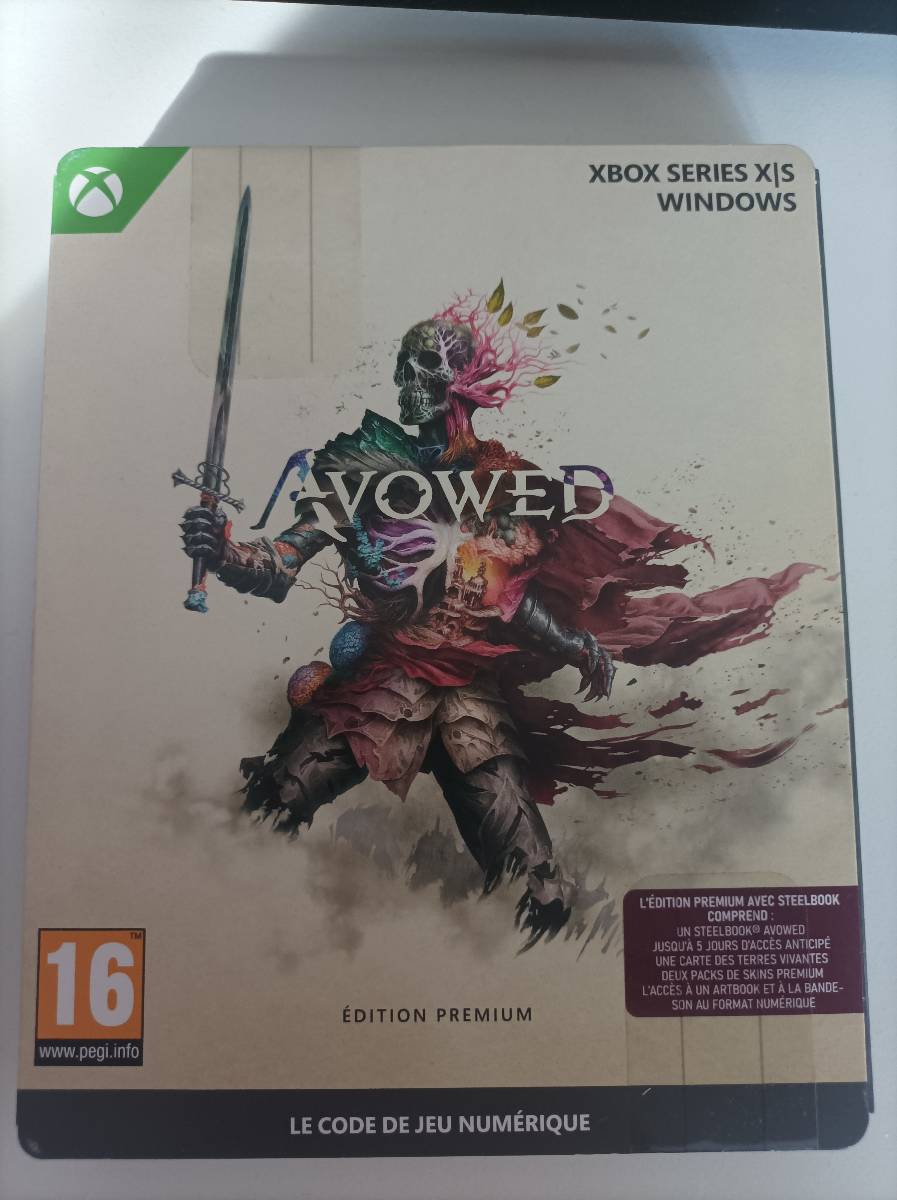 XBOX SERIES X|S
WINDOWS
AVOWED
L'ÉDITION PREMIUM AVEC STEELBOOK
COMPREND :
UN STEELBOOK® AVOWED
JUSQU'À 5 JOURS D'ACCÈS ANTICIPÉ
UNE CARTE DES TERRES VIVANTES
DEUX PACKS DE SKINS PREMIUM
L'ACCÈS À UN ARTBOOK ET À LA BANDE-
SON AU FORMAT NUMÉRIQUE
16™
www.pegi.info
ÉDITION PREMIUM
LE CODE DE JEU NUMÉRIQUE